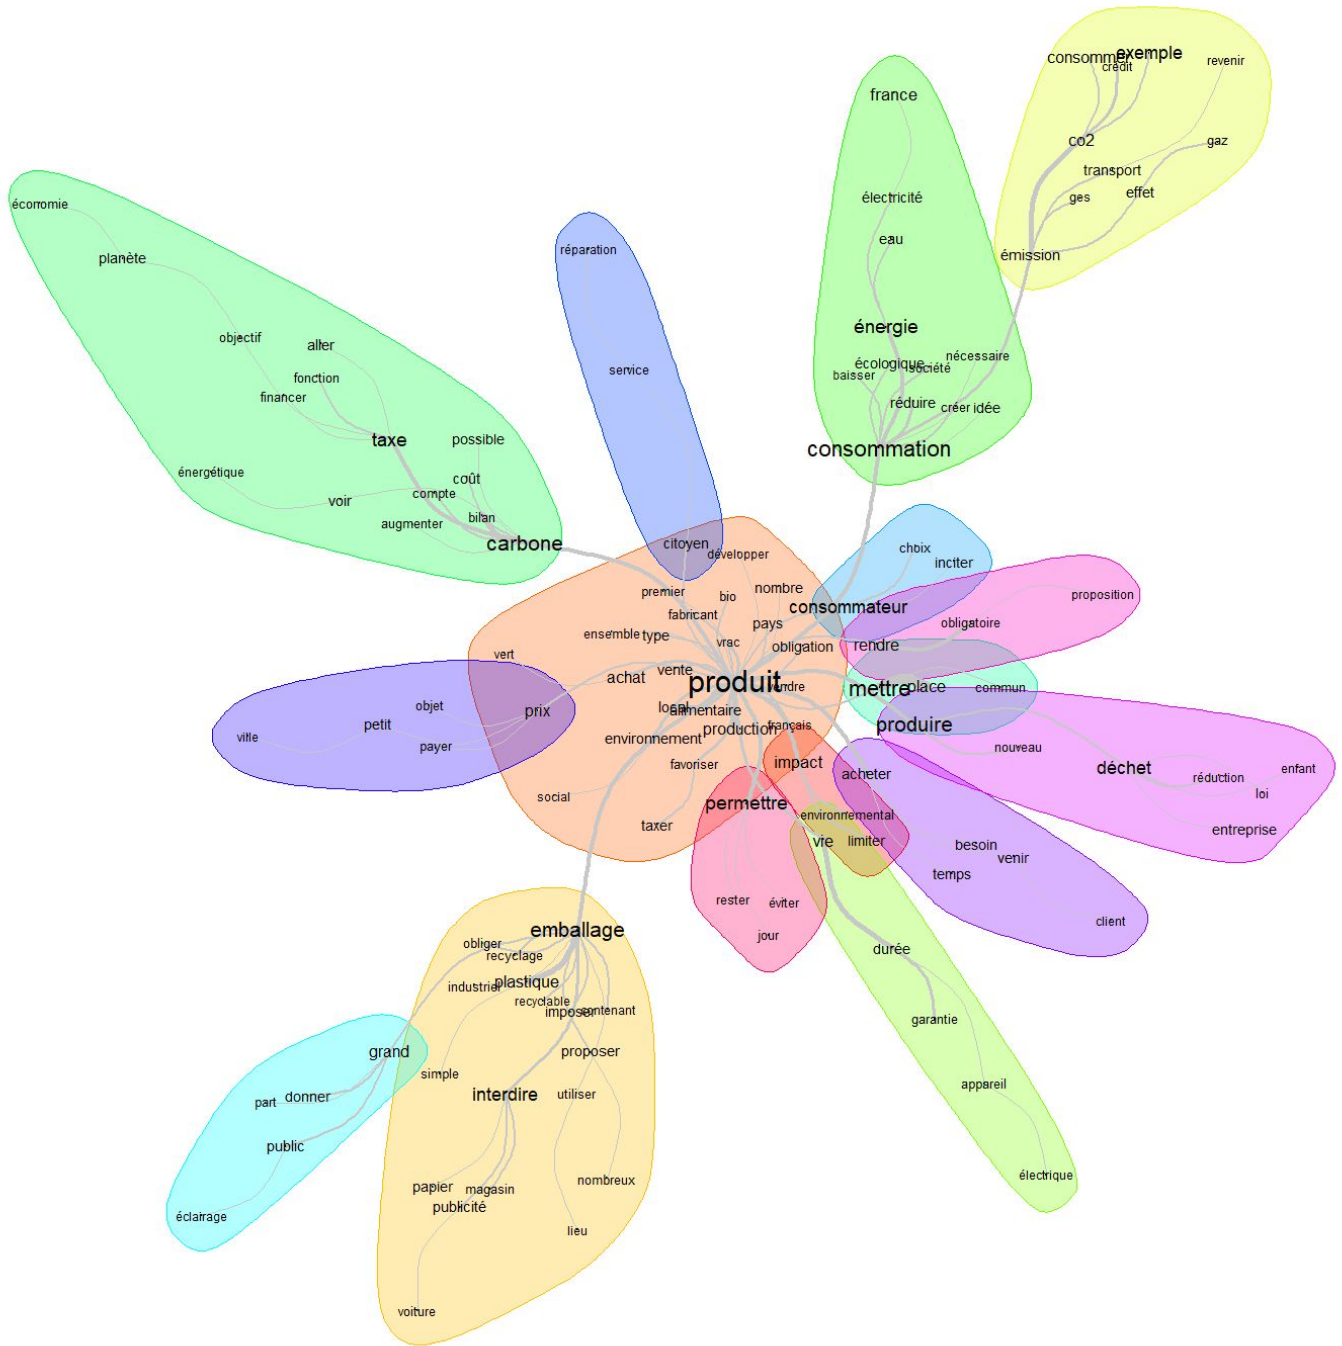 consommer
exemple
crédit
revenir
france
co2
gaz
transport
effet
ges
électricité
économie
eau
réparation
émission
planète
énergie
objectif
aller
nécessaire
écologique
société
baisser
service
fonction
financer
réduire
créer
idée
taxe
possible
consommation
énergétique
coût
voir
compte
augmenter
bilan
carbone
citoyen
développer
choix
inciter
premier
bio
nombre
proposition
consommateur
fabricant
pays
obligatoire
ensemble
type
vrac
obligation
rendre
vert
achat
vente
produit
vendre
mettre
place
commun
objet
prix
local
alimentaire
petit
production
français
produire
ville
payer
environnement
nouveau
favoriser
impact
acheter
déchet
réduction
enfant
loi
social
permettre
environnemental
taxer
vie
limiter
entreprise
besoin
venir
temps
rester
éviter
client
emballage
jour
obliger
recyclage
durée
industriel
plastique
recyclable
imposer
contenant
garantie
grand
proposer
simple
appareil
part
donner
interdire
utiliser
public
électrique
papier
magasin
nombreux
publicité
éclairage
lieu
voiture